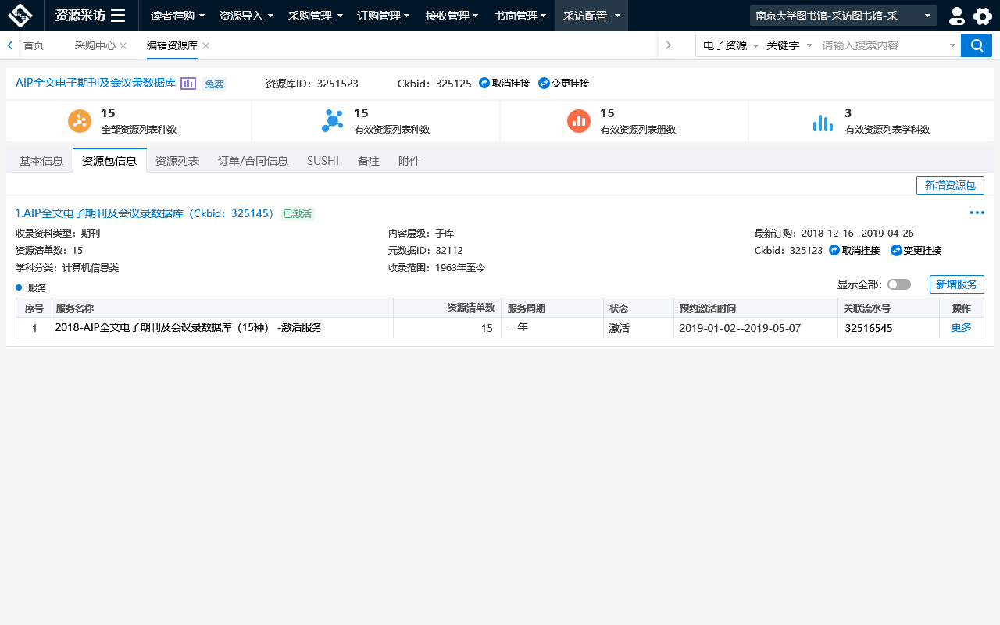 资源采访 读者荐购 资源导入 采购管理 订购管理 接收管理 书商管理 采访配置 南京大学图书馆-采访图书馆-采
首页 采购中心 编辑资源库 电子资源 关键字 请输入搜索内容
AIP全文电子期刊及会议录数据库 免费 资源库ID：3251523 Ckbid：325125 取消挂接 变更挂接
15 15 15 3
全部资源列表种数 有效资源列表种数 有效资源列表册数 有效资源列表学科数
基本信息 资源包信息 资源列表 订单/合同信息 SUSHI 备注 附件
新增资源包
1.AIP全文电子期刊及会议录数据库（Ckbid：325145） 已激活
收录资料类型：期刊 内容层级：子库 最新订购：2018-12-16--2019-04-26
资源清单数：15 元数据ID：32112 Ckbid：325123 取消挂接 变更挂接
学科分类：计算机信息类 收录范围：1963年至今
服务 显示全部： 新增服务
序号 服务名称 资源清单数 服务周期 状态 预约激活时间 关联流水号 操作
1 2018-AIP全文电子期刊及会议录数据库（15种） -激活服务 15 一年 激活 2019-01-02--2019-05-07 32516545 更多